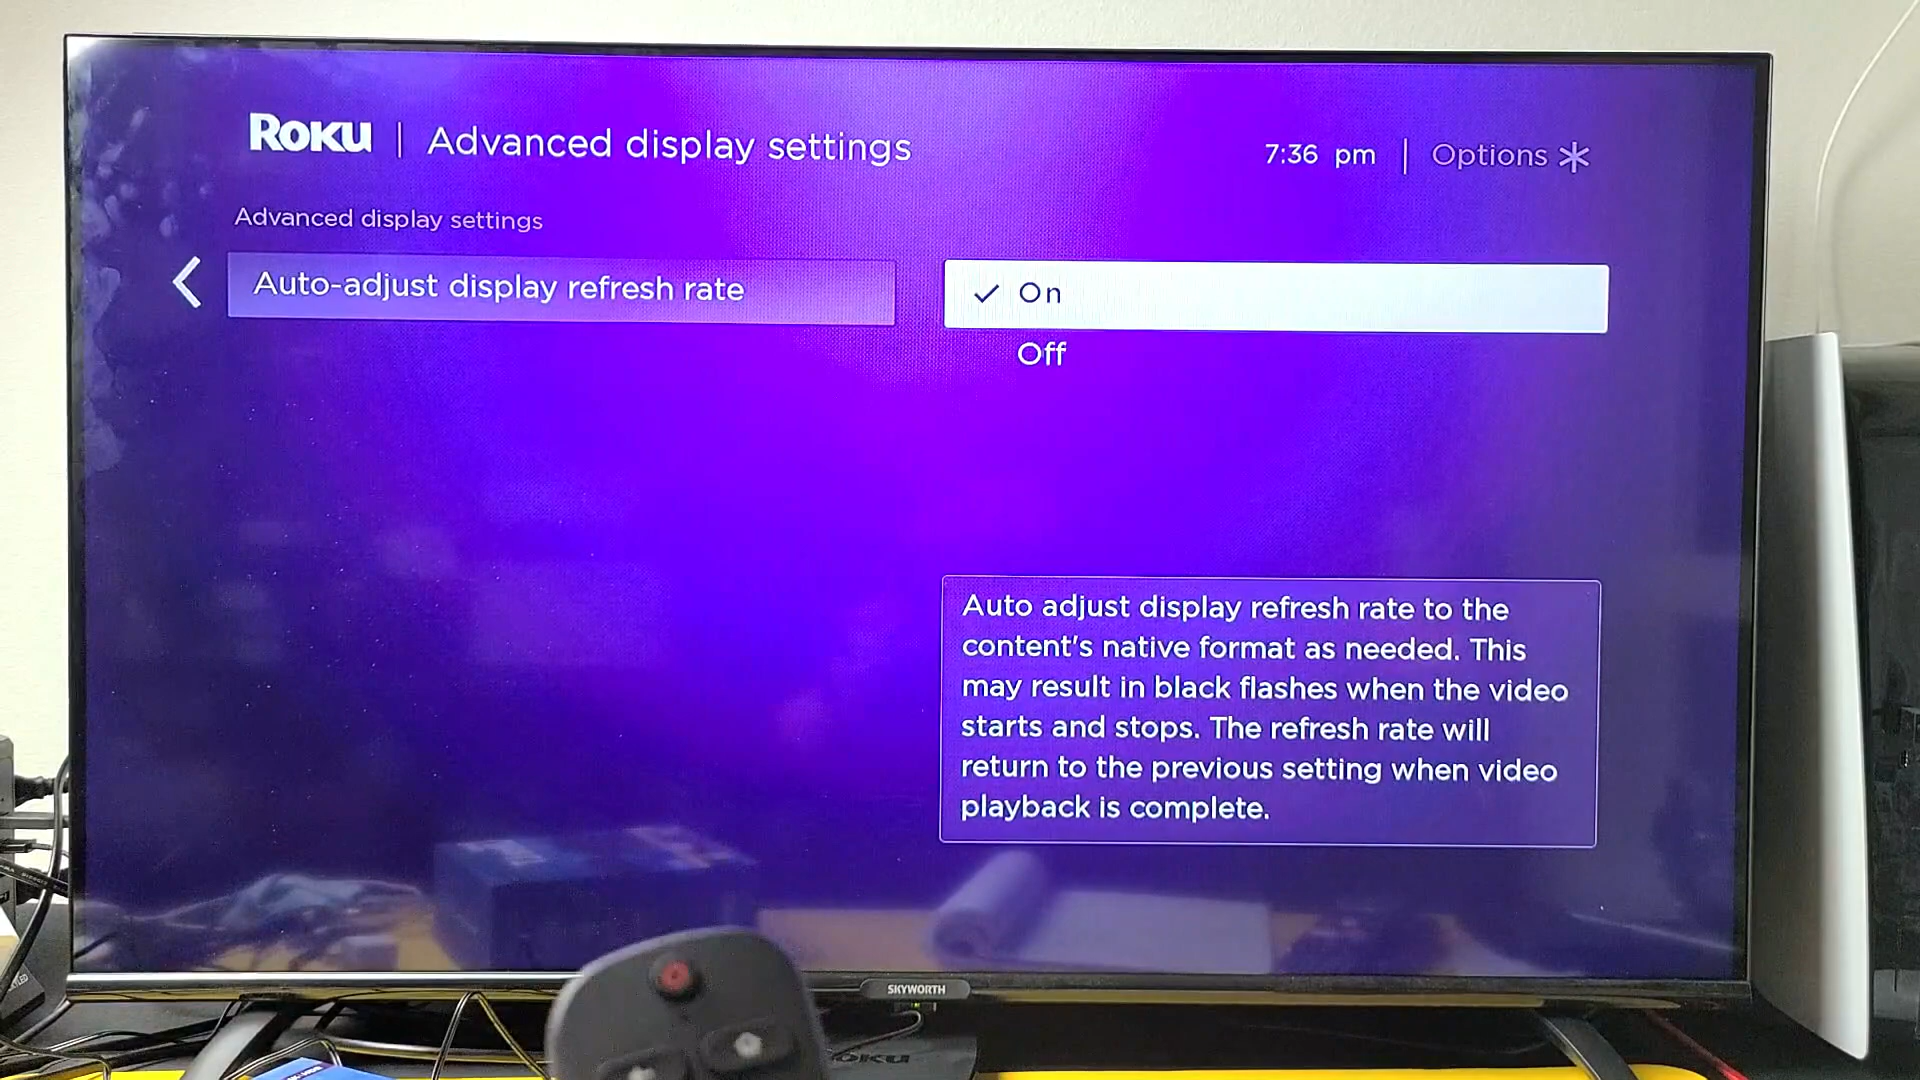 Roku | Advanced display settings
7:36 pm | Options
Advanced display settings
Auto-adjust display refresh rate
On
Off
Auto adjust display refresh rate to the
content's native format as needed. This
may result in black flashes when the video
starts and stops. The refresh rate will
return to the previous setting when video
playback is complete.
SKYWORTH
ROKU